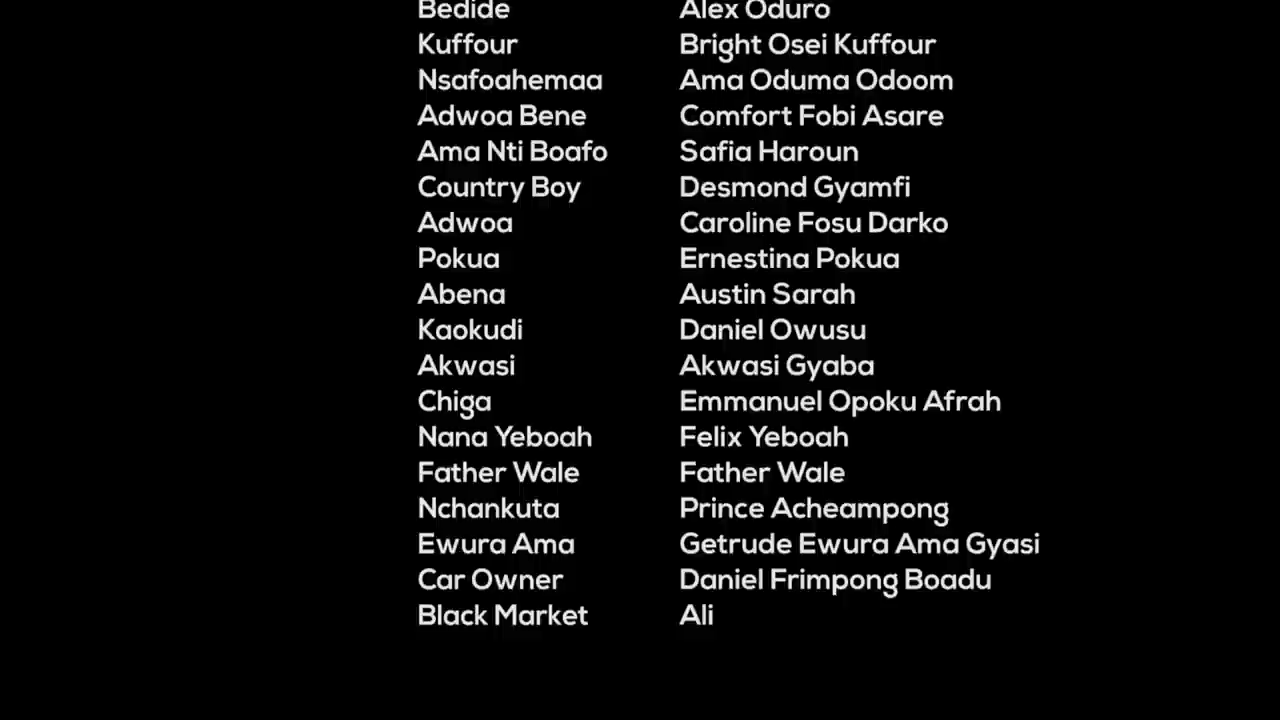 Bedide Alex Oduro
Kuffour Bright Osei Kuffour
Nsafoahemaa Ama Oduma Odoom
Adwoa Bene Comfort Fobi Asare
Ama Nti Boafo Safia Haroun
Country Boy Desmond Gyamfi
Adwoa Caroline Fosu Darko
Pokua Ernestina Pokua
Abena Austin Sarah
Kaokudi Daniel Owusu
Akwasi Akwasi Gyaba
Chiga Emmanuel Opoku Afrah
Nana Yeboah Felix Yeboah
Father Wale Father Wale
Nchankuta Prince Acheampong
Ewura Ama Getrude Ewura Ama Gyasi
Car Owner Daniel Frimpong Boadu
Black Market Ali